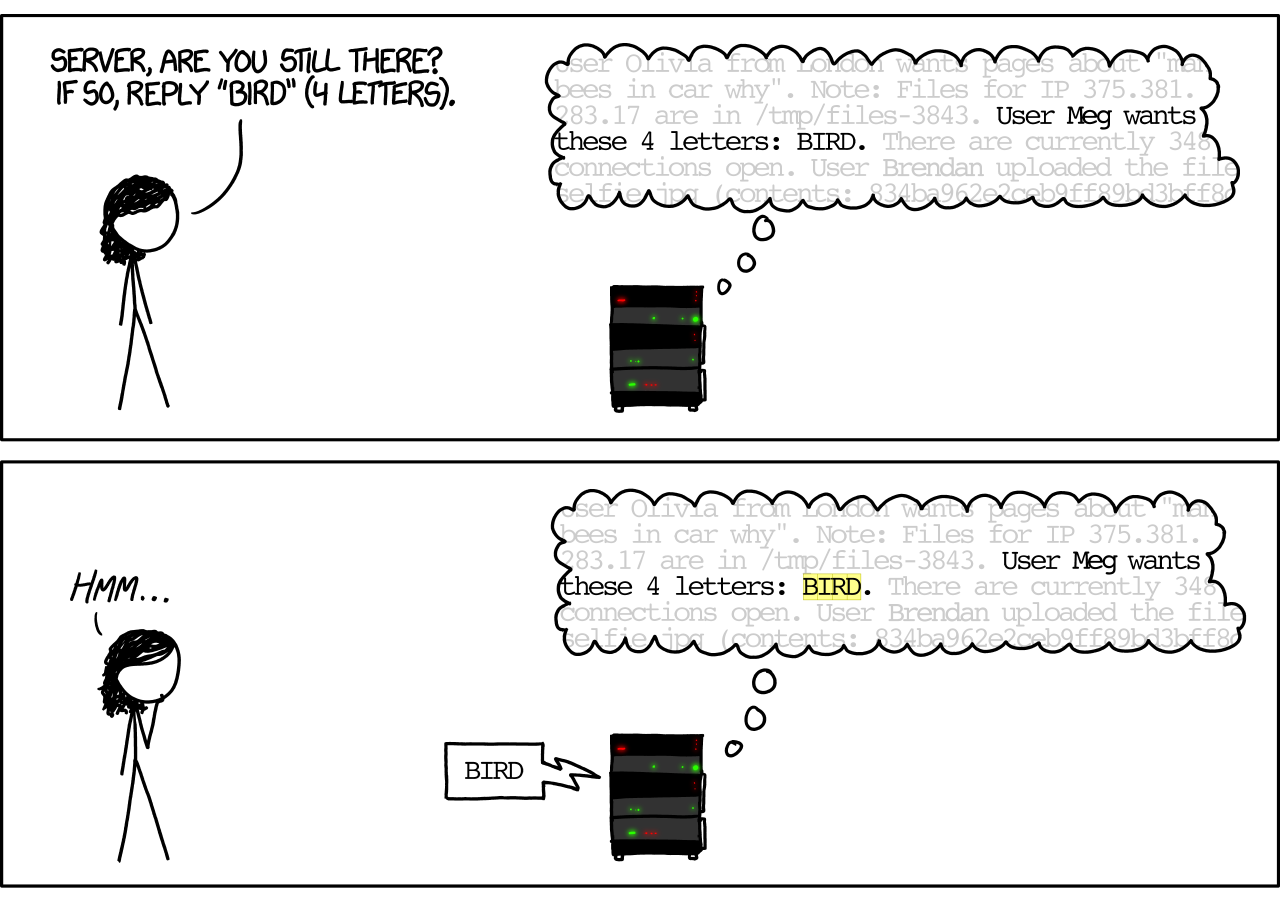 SERVER, ARE YOU STILL THERE?
IF SO, REPLY "BIRD" (4 LETTERS).
User Olivia from London wants pages about "man
bees in car why". Note: Files for IP 375.381.
283.17 are in /tmp/files-3843. User Meg wants
these 4 letters: BIRD. There are currently 348
connections open. User Brendan uploaded the file
selfie.jpg (contents: 834ba962e2ceb9ff89bd3bff8
HMM...
User Olivia from London wants pages about "man
bees in car why". Note: Files for IP 375.381.
283.17 are in /tmp/files-3843. User Meg wants
these 4 letters: BIRD. There are currently 348
connections open. User Brendan uploaded the file
selfie.jpg (contents: 834ba962e2ceb9ff89bd3bff8
BIRD